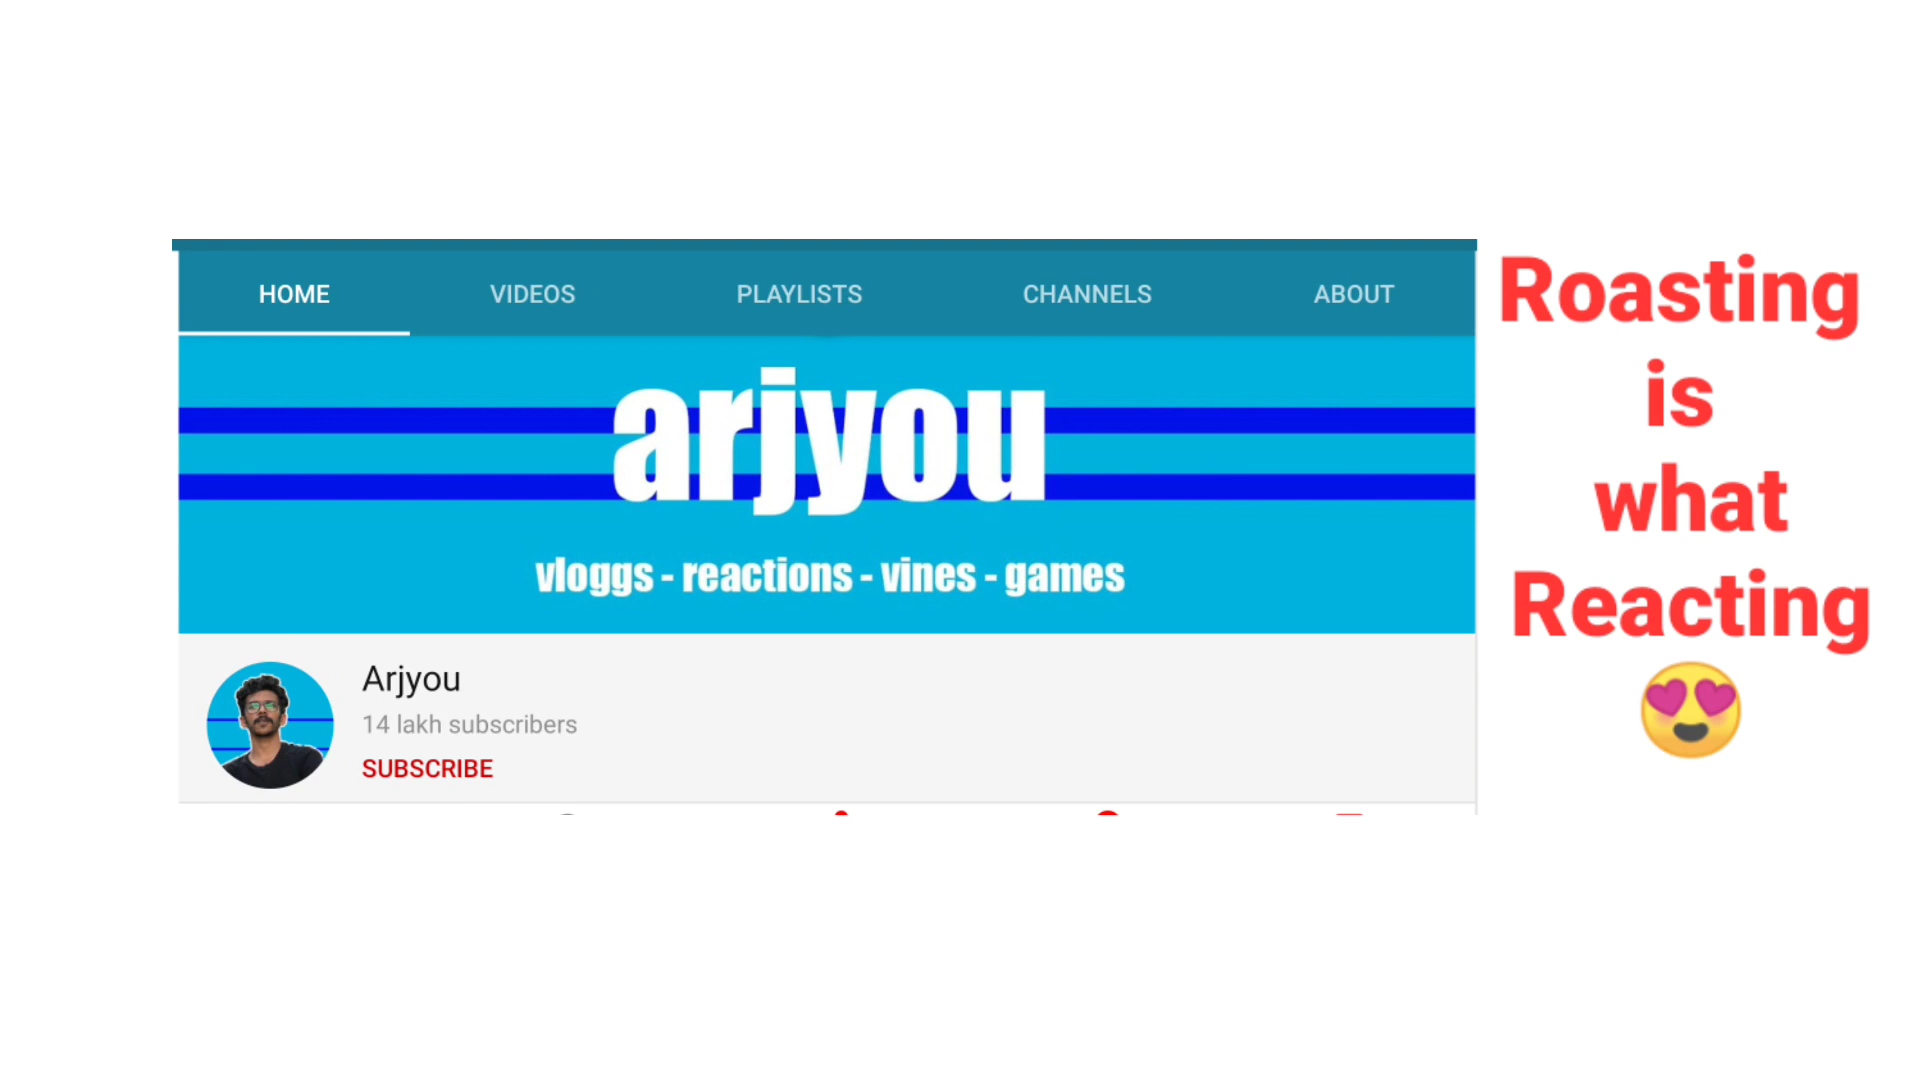 HOME VIDEOS PLAYLISTS CHANNELS ABOUT
arjyou
vloggs - reactions - vines - games
Arjyou
14 lakh subscribers
SUBSCRIBE
Roasting
is
what
Reacting